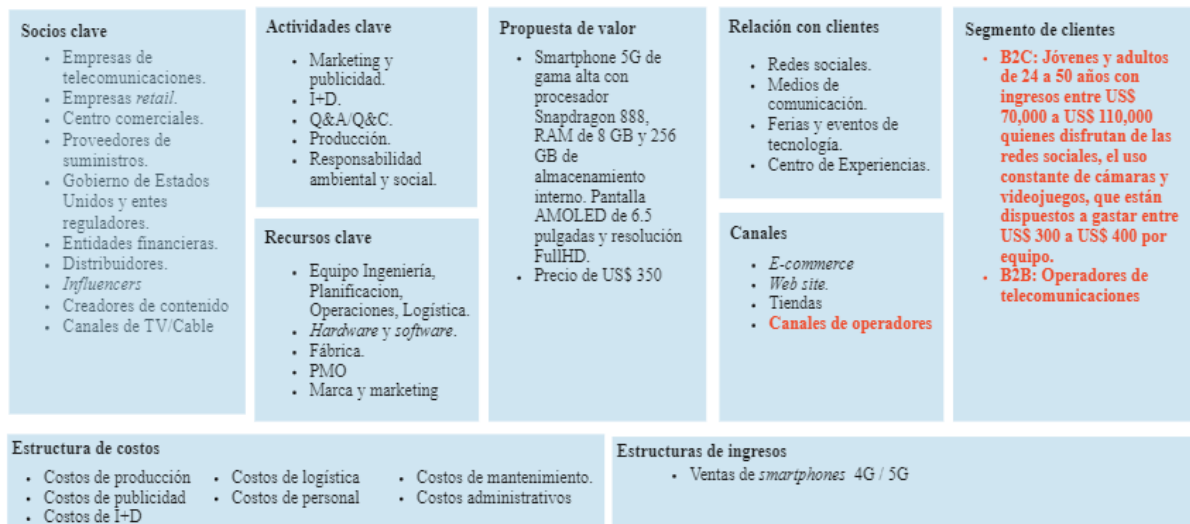 Socios clave
• Empresas de
telecomunicaciones.
• Empresas retail.
• Centro comerciales.
• Proveedores de
suministros.
• Gobierno de Estados
Unidos y entes
reguladores.
• Entidades financieras.
• Distribuidores.
• Influencers
• Creadores de contenido
• Canales de TV/Cable
Actividades clave
• Marketing y
publicidad.
• I+D.
• Q&A/Q&C.
• Producción.
• Responsabilidad
ambiental y social.
Recursos clave
• Equipo Ingeniería,
Planificacion,
Operaciones, Logística.
• Hardware y software.
• Fábrica.
• PMO
• Marca y marketing
Propuesta de valor
• Smartphone 5G de
gama alta con
procesador
Snapdragon 888,
RAM de 8 GB y 256
GB de
almacenamiento
interno. Pantalla
AMOLED de 6.5
pulgadas y resolución
FullHD.
• Precio de US$ 350
Relación con clientes
• Redes sociales.
• Medios de
comunicación.
• Ferias y eventos de
tecnología.
• Centro de Experiencias.
Canales
• E-commerce
• Web site.
• Tiendas
• Canales de operadores
Segmento de clientes
• B2C: Jóvenes y adultos
de 24 a 50 años con
ingresos entre US$
70,000 a US$ 110,000
quienes disfrutan de las
redes sociales, el uso
constante de cámaras y
videojuegos, que están
dispuestos a gastar entre
US$ 300 a US$ 400 por
equipo.
• B2B: Operadores de
telecomunicaciones
Estructura de costos
• Costos de producción
• Costos de publicidad
• Costos de I+D
• Costos de logística
• Costos de personal
• Costos de mantenimiento.
• Costos administrativos
Estructuras de ingresos
• Ventas de smartphones 4G / 5G